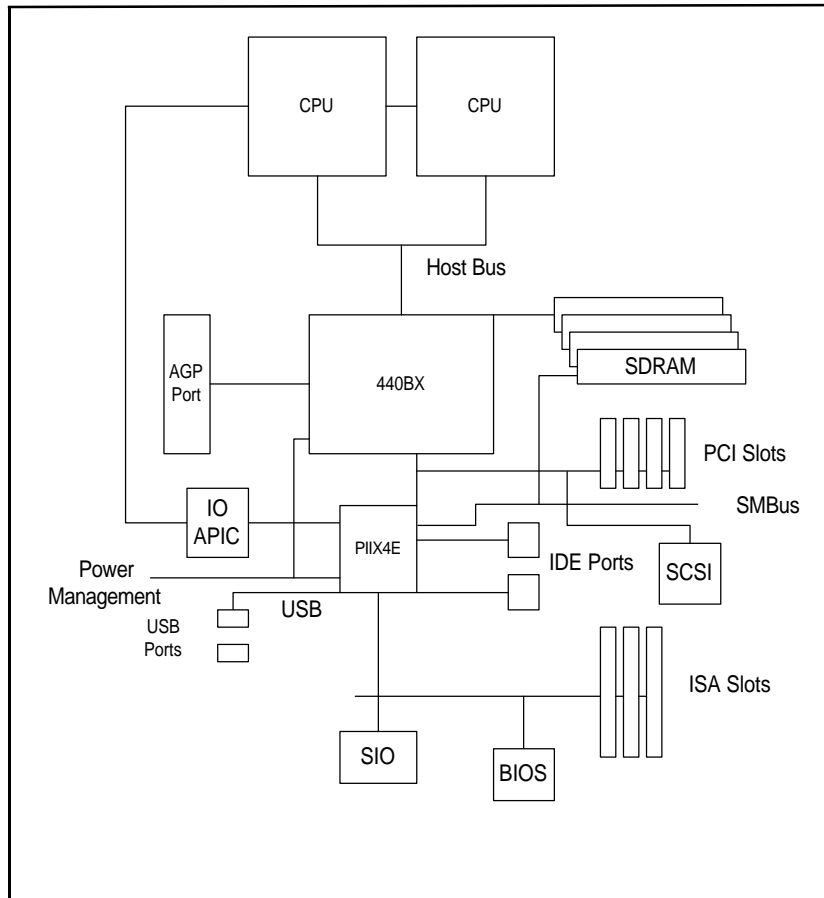 CPU
CPU
Host Bus
AGP
Port
440BX
SDRAM
PCI Slots
SMBus
IO
APIC
PIIX4E
IDE Ports
SCSI
Power
Management
USB
USB
Ports
ISA Slots
SIO
BIOS